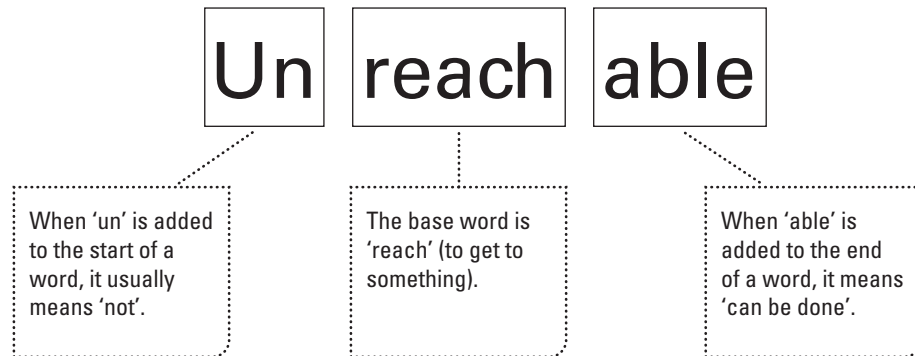 Un reach able
When ‘un’ is added
to the start of a
word, it usually
means ‘not’.
The base word is
‘reach’ (to get to
something).
When ‘able’ is
added to the end
of a word, it means
‘can be done’.